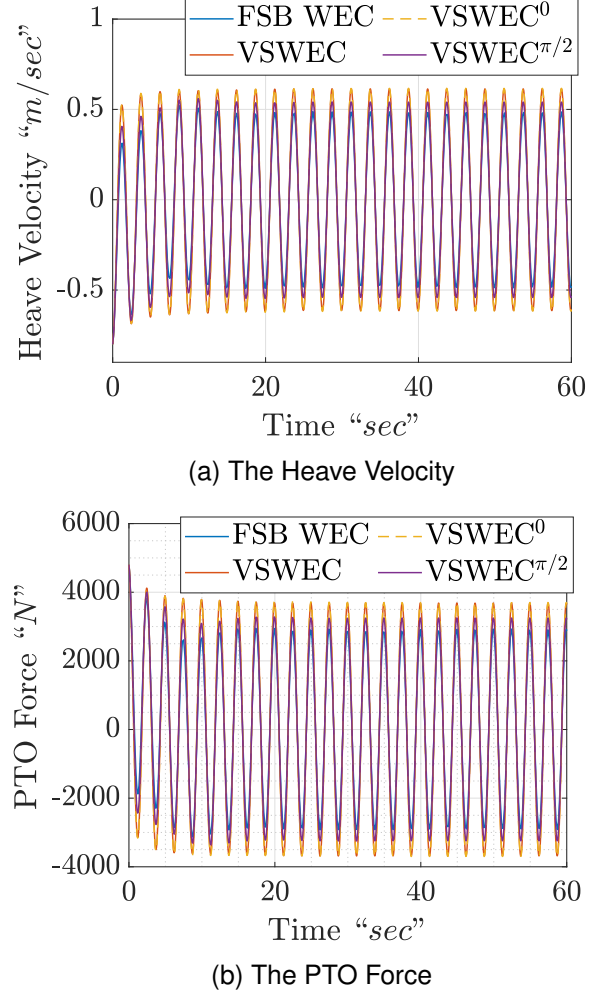 FSB WEC VSWEC⁰
VSWEC VSWEC^{π/2}
1
0.5
0
-0.5
Heave Velocity “m/sec”
0 20 40 60
Time “sec”
(a) The Heave Velocity
FSB WEC VSWEC⁰
VSWEC VSWEC^{π/2}
6000
4000
2000
0
-2000
-4000
PTO Force “N”
0 20 40 60
Time “sec”
(b) The PTO Force